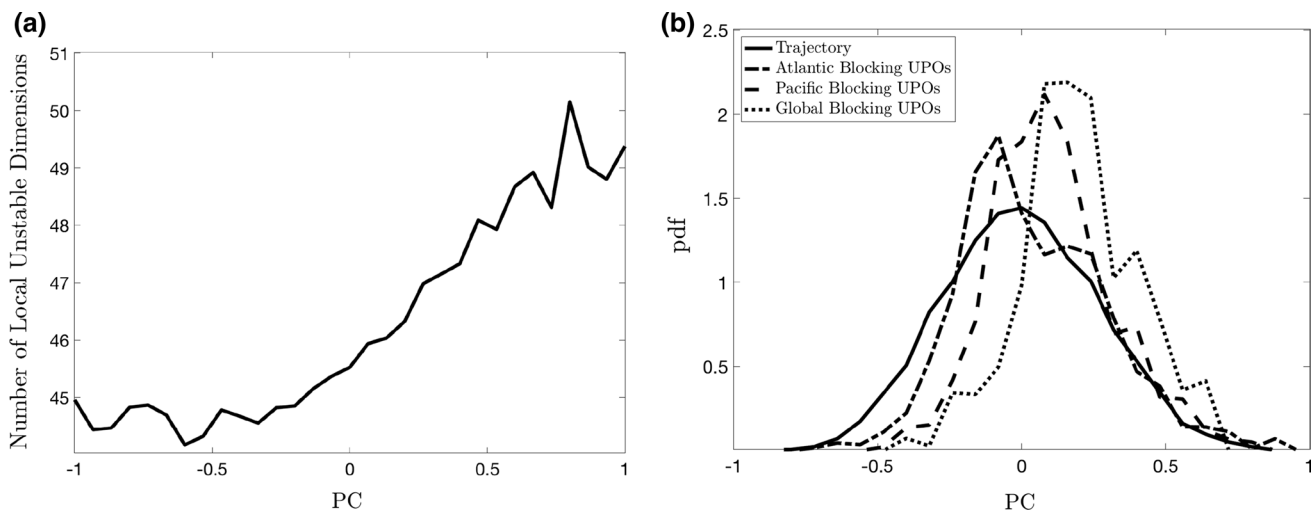 (a)
Number of Local Unstable Dimensions
51
50
49
48
47
46
45
-1
-0.5
0
0.5
1
PC
(b)
pdf
2.5
2
1.5
1
0.5
Trajectory
Atlantic Blocking UPOs
Pacific Blocking UPOs
Global Blocking UPOs
-1
-0.5
0
0.5
1
PC